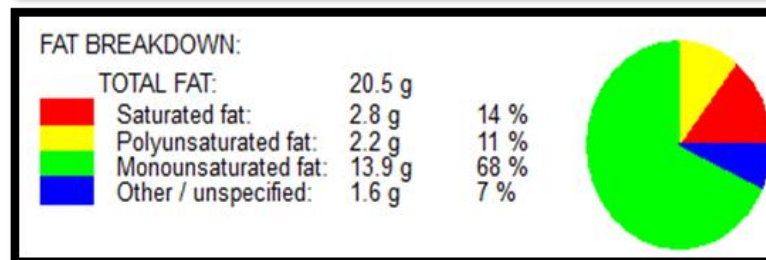 FAT BREAKDOWN:
TOTAL FAT: 20.5 g
Saturated fat: 2.8 g 14 %
Polyunsaturated fat: 2.2 g 11 %
Monounsaturated fat: 13.9 g 68 %
Other / unspecified: 1.6 g 7 %